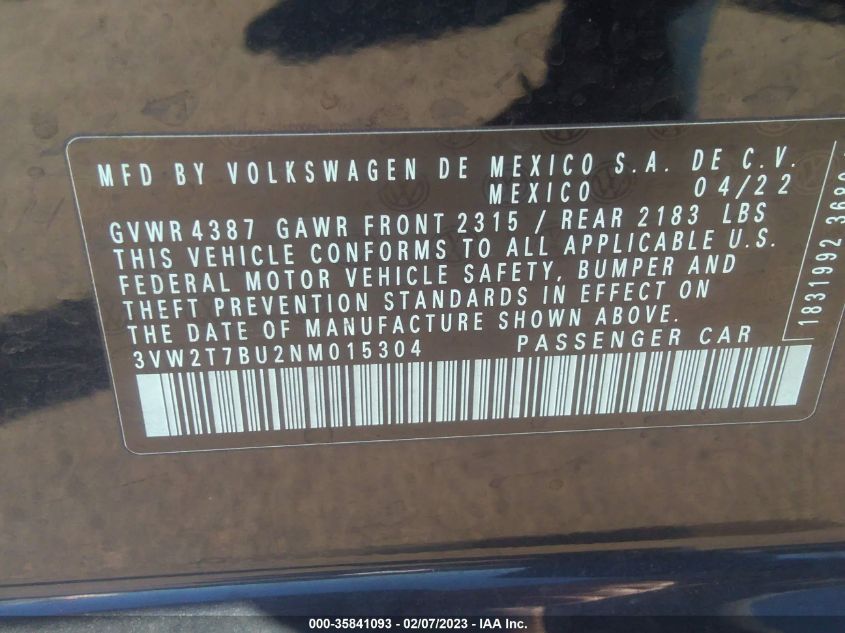 MFD BY VOLKSWAGEN DE MEXICO S.A. DE C.V.
MEXICO 04/22
GVWR 4387 GAWR FRONT 2315 / REAR 2183 LBS
THIS VEHICLE CONFORMS TO ALL APPLICABLE U.S.
FEDERAL MOTOR VEHICLE SAFETY, BUMPER AND
THEFT PREVENTION STANDARDS IN EFFECT ON
THE DATE OF MANUFACTURE SHOWN ABOVE.
3VW2T7BU2NM015304 PASSENGER CAR
1831992
000-35841093 - 02/07/2023 - IAA Inc.